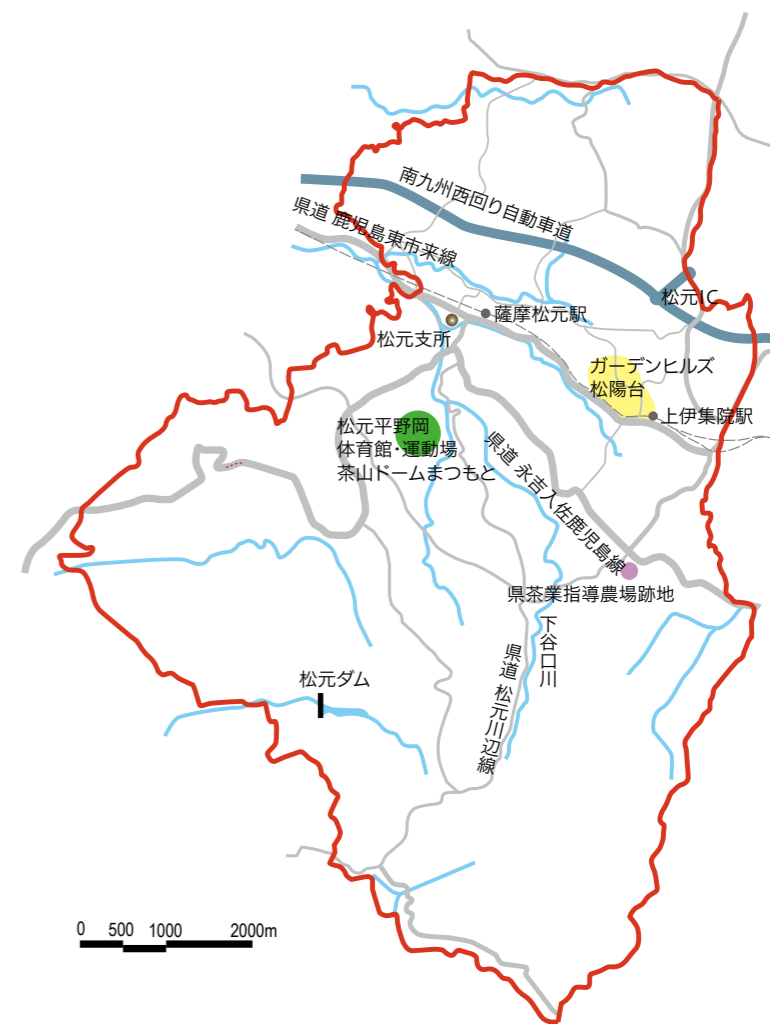 南九州西回り自動車道
県道 鹿児島東市来線
松元IC
薩摩松元駅
松元支所
ガーデンヒルズ
松陽台
上伊集院駅
松元平野岡
体育館・運動場
茶山ドームまつもと
県道 永吉入佐鹿児島線
県茶業指導農場跡地
下谷口川
県道 松元川辺線
松元ダム
0 500 1000 2000m